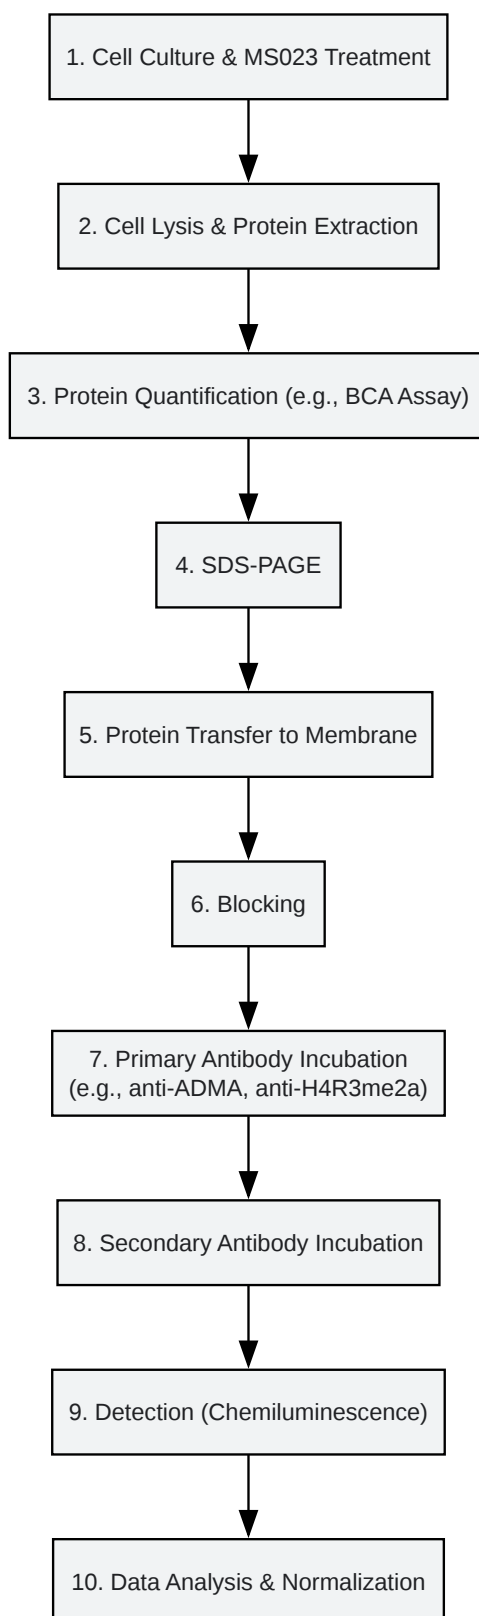 1. Cell Culture & MS023 Treatment
2. Cell Lysis & Protein Extraction
3. Protein Quantification (e.g., BCA Assay)
4. SDS-PAGE
5. Protein Transfer to Membrane
6. Blocking
7. Primary Antibody Incubation
(e.g., anti-ADMA, anti-H4R3me2a)
8. Secondary Antibody Incubation
9. Detection (Chemiluminescence)
10. Data Analysis & Normalization